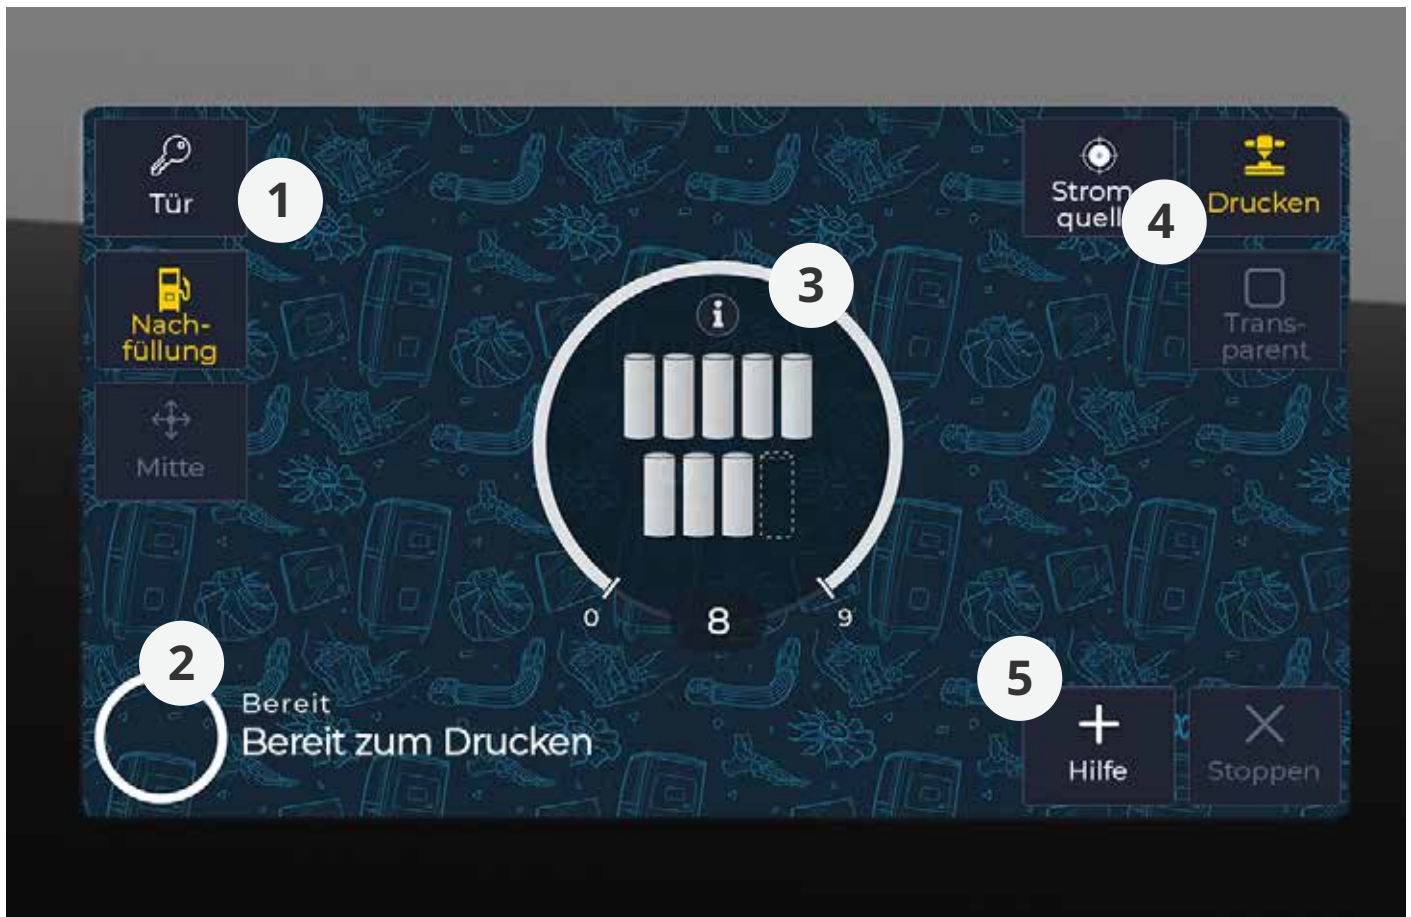 Tür
1
Nach-
füllung
Mitte
Strom
quell
4
Drucken
Trans-
parent
3
i
0
8
9
2
Bereit
Bereit zum Drucken
5
Hilfe
Stoppen